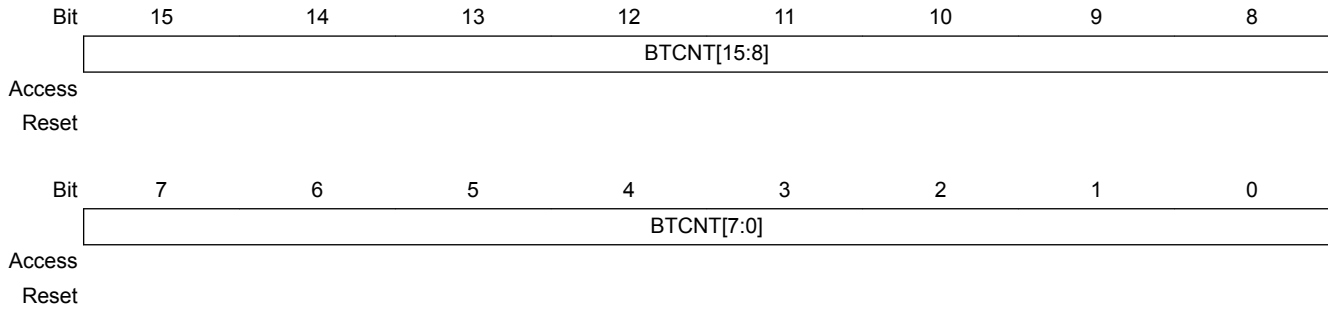 Bit 15 14 13 12 11 10 9 8
BTCNT[15:8]
Access
Reset
Bit 7 6 5 4 3 2 1 0
BTCNT[7:0]
Access
Reset